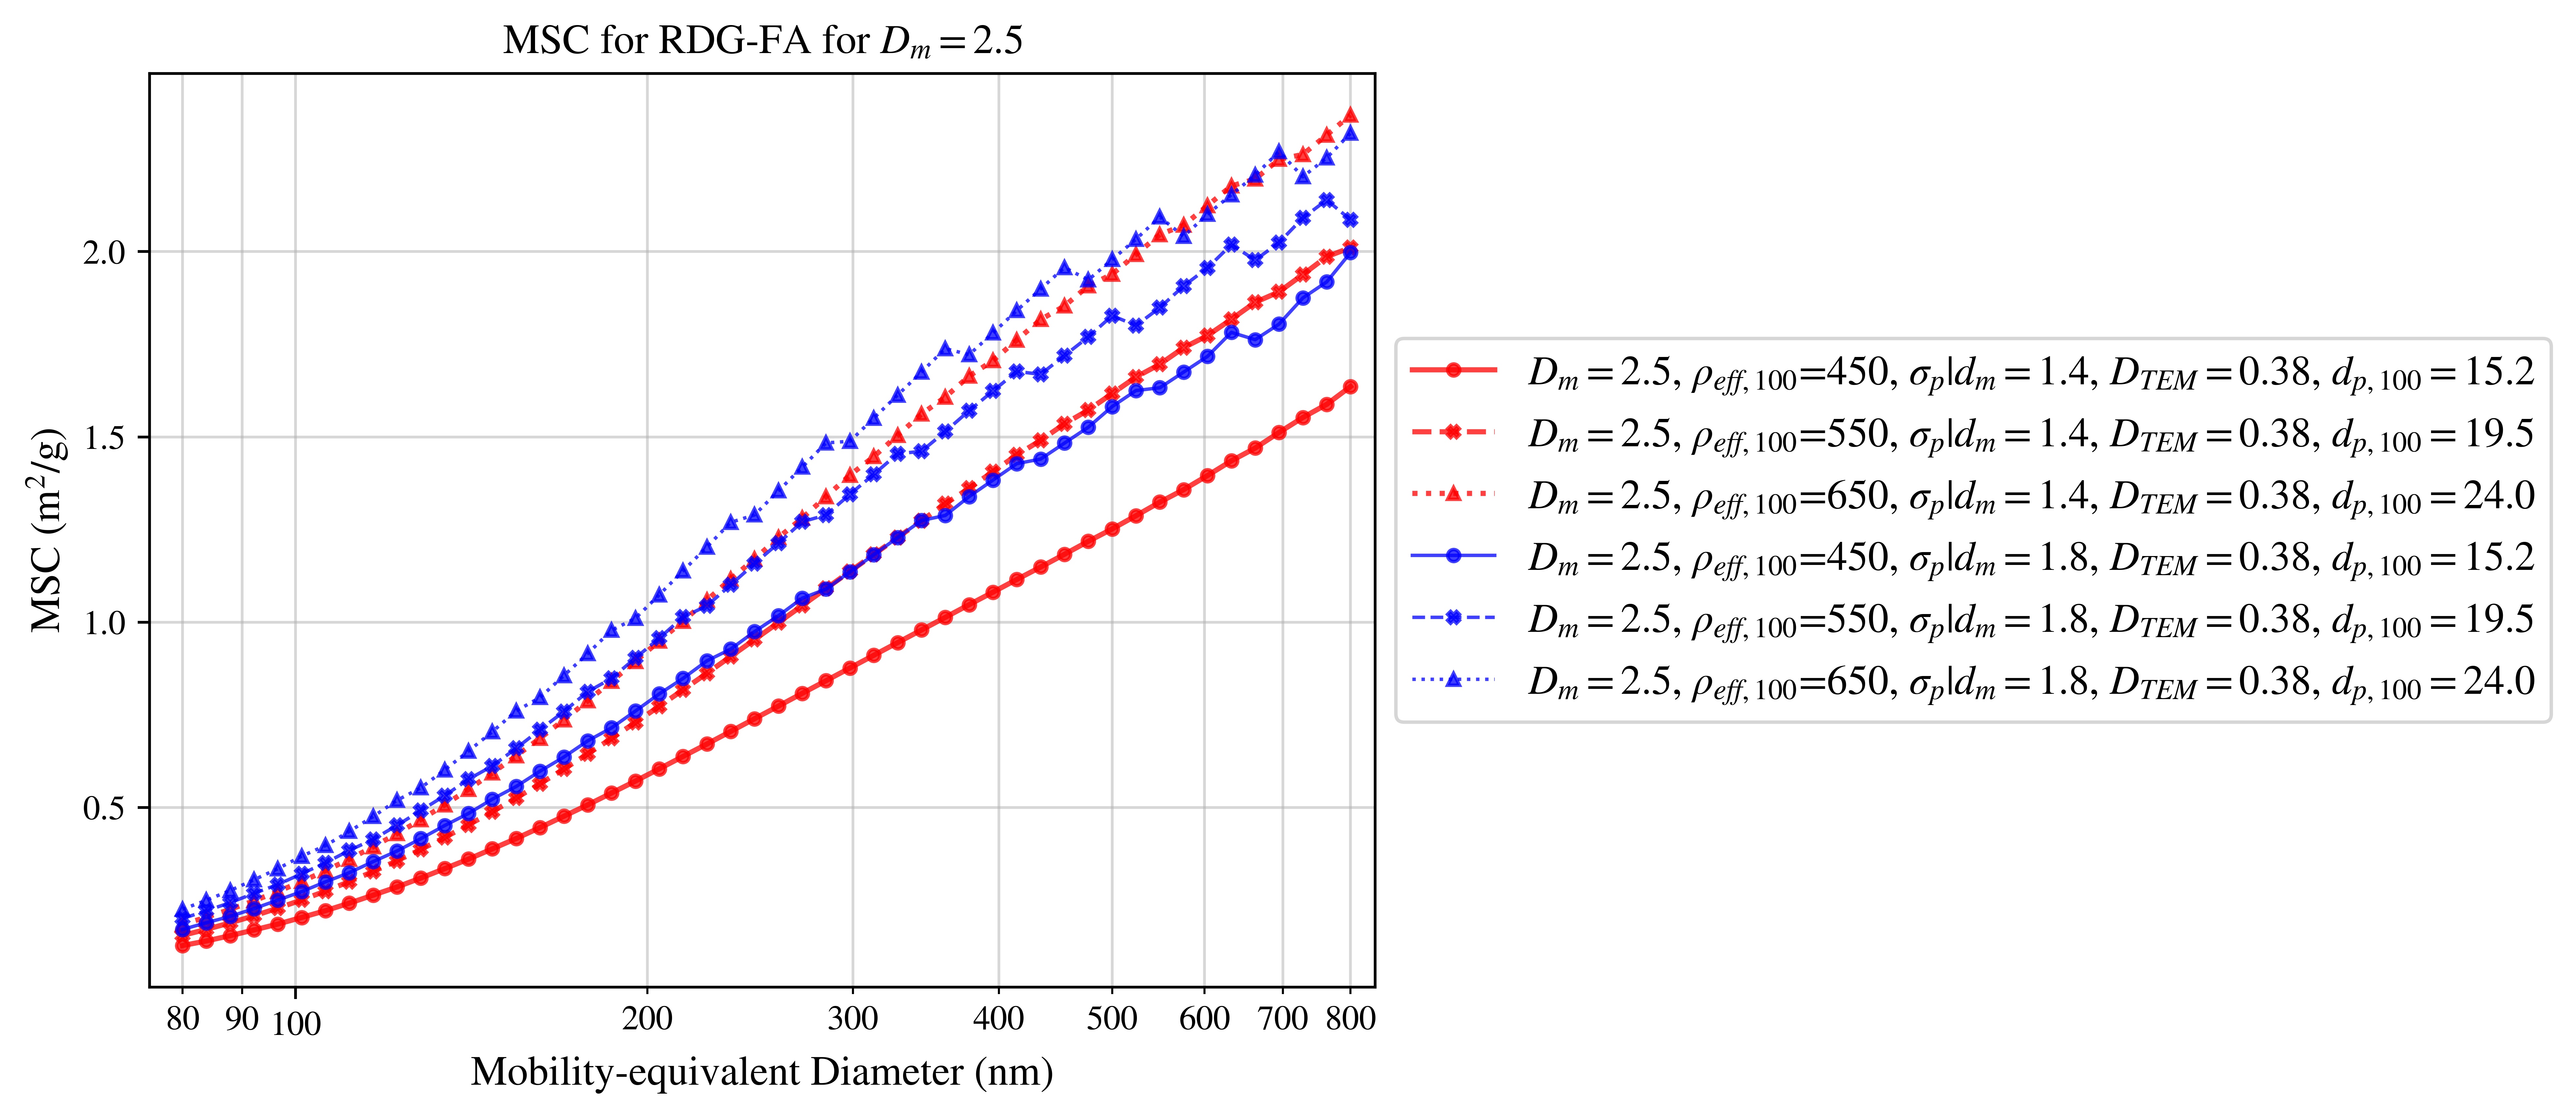 MSC for RDG-FA for Dₘ = 2.5
MSC (m²/g)
2.0
1.5
1.0
0.5
80 90 100 200 300 400 500 600 700 800
Mobility-equivalent Diameter (nm)
D_m = 2.5, ρ_eff,100=450, σ_p|d_m = 1.4, D_TEM = 0.38, d_p,100 = 15.2
D_m = 2.5, ρ_eff,100=550, σ_p|d_m = 1.4, D_TEM = 0.38, d_p,100 = 19.5
D_m = 2.5, ρ_eff,100=650, σ_p|d_m = 1.4, D_TEM = 0.38, d_p,100 = 24.0
D_m = 2.5, ρ_eff,100=450, σ_p|d_m = 1.8, D_TEM = 0.38, d_p,100 = 15.2
D_m = 2.5, ρ_eff,100=550, σ_p|d_m = 1.8, D_TEM = 0.38, d_p,100 = 19.5
D_m = 2.5, ρ_eff,100=650, σ_p|d_m = 1.8, D_TEM = 0.38, d_p,100 = 24.0